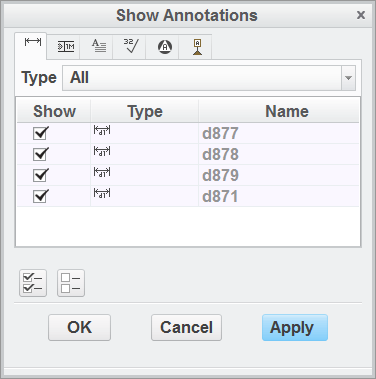 Show Annotations
Type All
Show Type Name
d877
d878
d879
d871
OK Cancel Apply